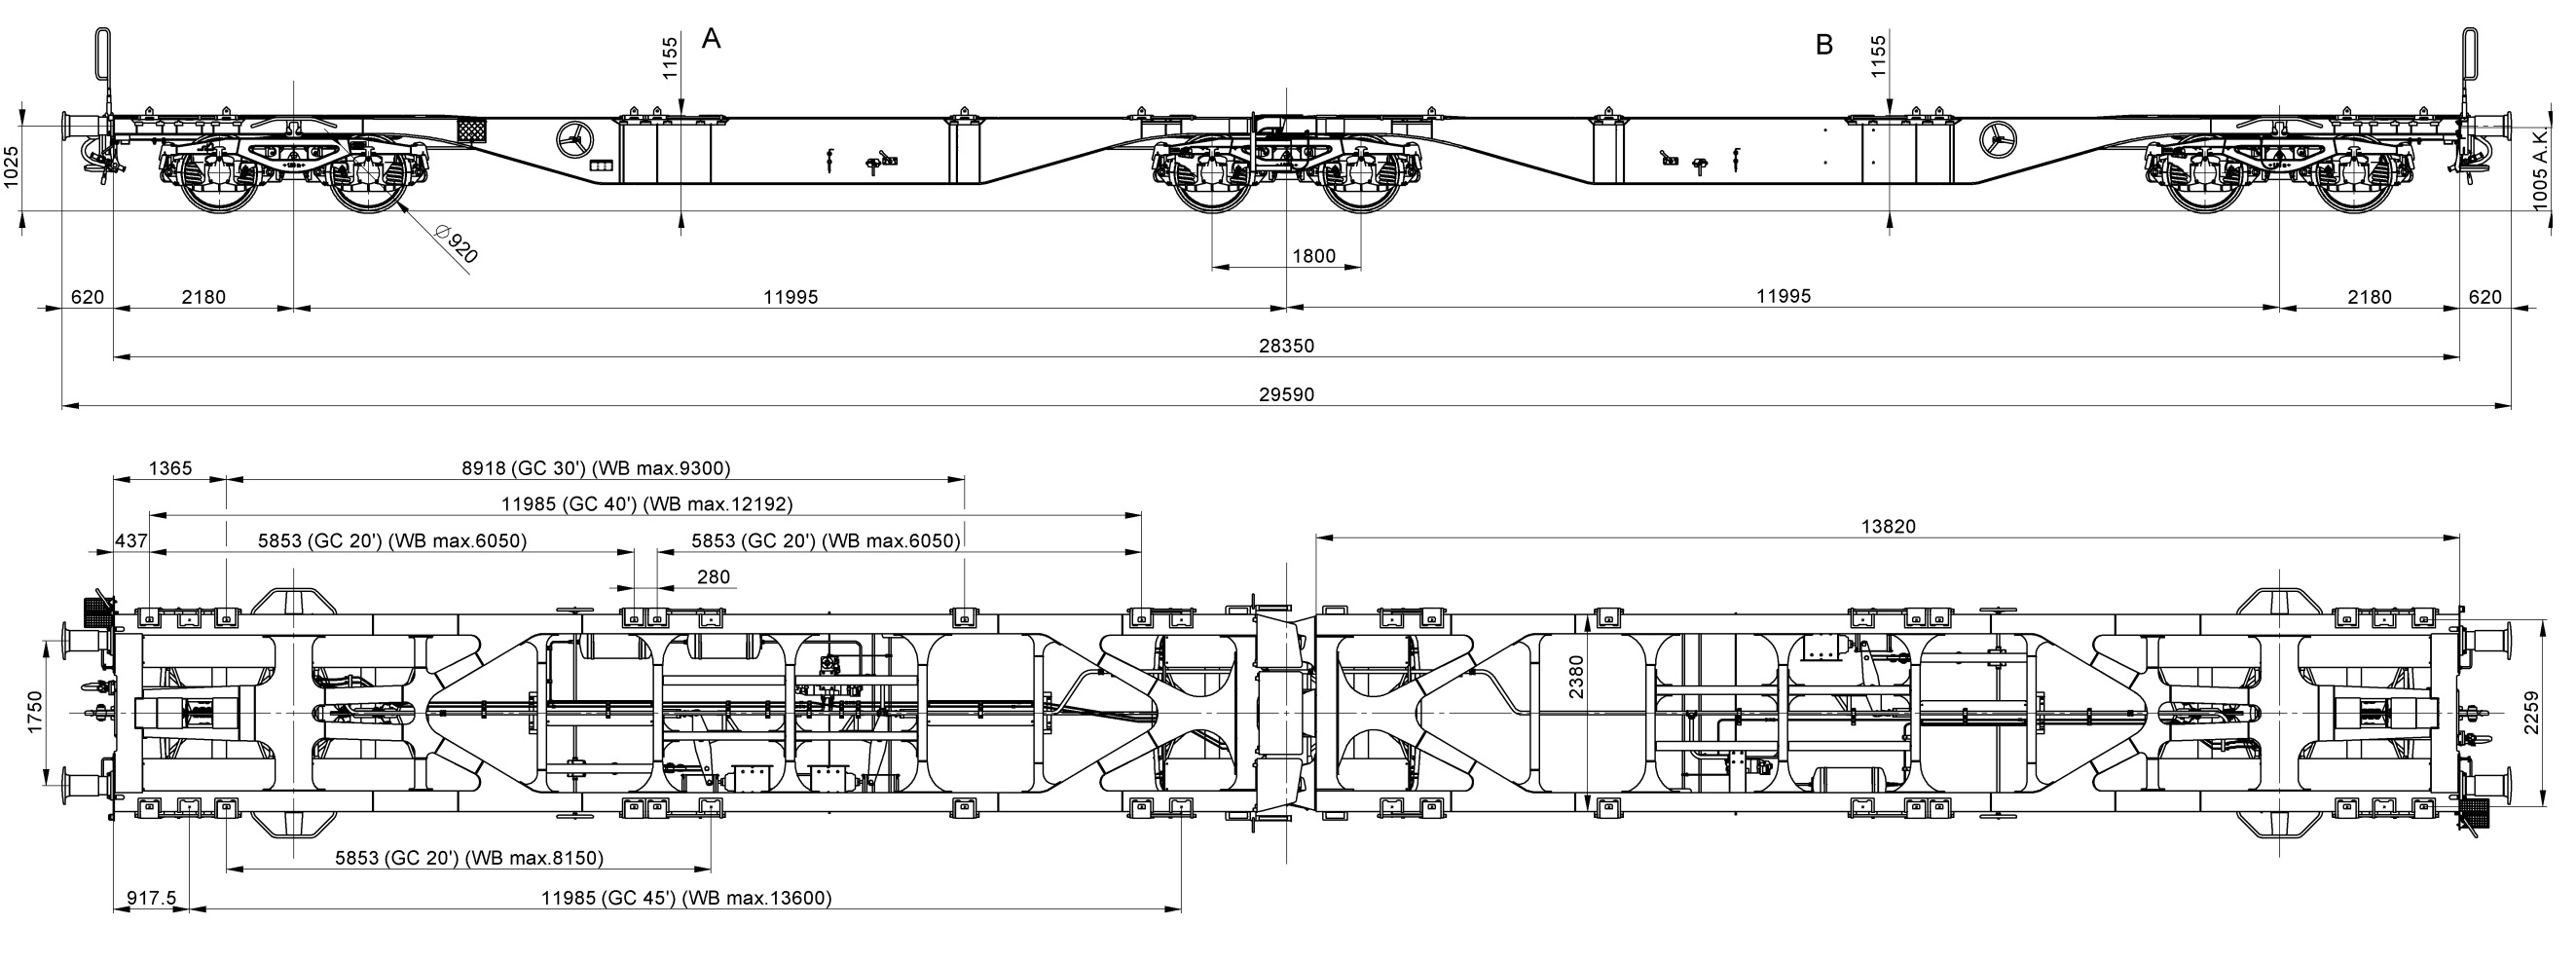 A
B
1155
1155
1025
1005 A.K.
Ø920
1800
620
2180
11995
11995
2180
620
28350
29590
1365
8918 (GC 30') (WB max.9300)
11985 (GC 40') (WB max.12192)
13820
437
5853 (GC 20') (WB max.6050)
5853 (GC 20') (WB max.6050)
280
1750
2380
2259
5853 (GC 20') (WB max.8150)
917.5
11985 (GC 45') (WB max.13600)